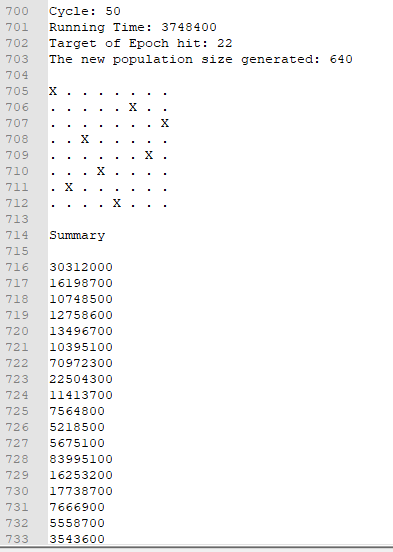 700 Cycle: 50
701 Running Time: 3748400
702 Target of Epoch hit: 22
703 The new population size generated: 640
704
705 X . . . . . . .
706 . . . . . X . .
707 . . . . . . . X
708 . . X . . . . .
709 . . . . . . X .
710 . . . X . . . .
711 . X . . . . . .
712 . . . . X . . .
713
714 Summary
715
716 30312000
717 16198700
718 10748500
719 12758600
720 13496700
721 10395100
722 70972300
723 22504300
724 11413700
725 7564800
726 5218500
727 5675100
728 83995100
729 16253200
730 17738700
731 7666900
732 5558700
733 3543600